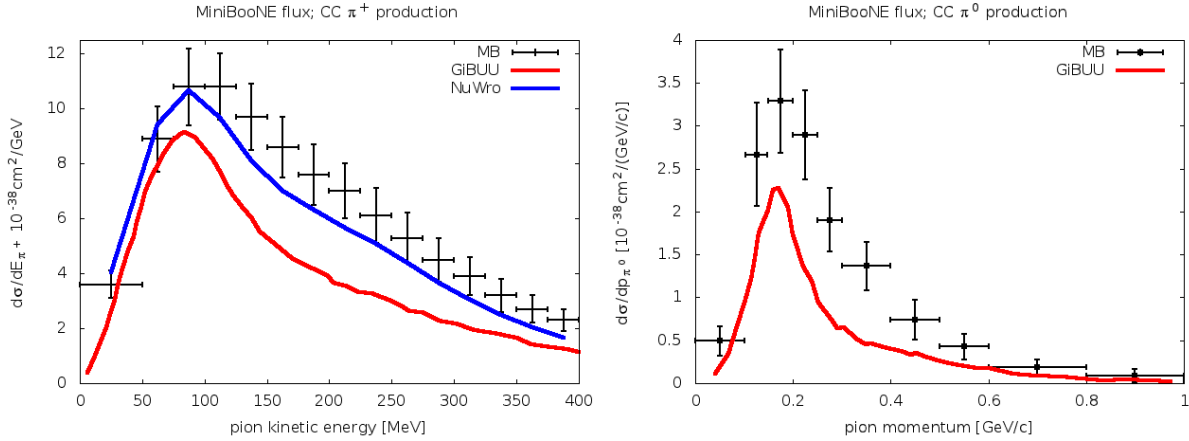 MiniBooNE flux; CC π⁺ production
dσ/dE_π⁺ 10⁻³⁸cm²/GeV
12
10
8
6
4
2
0
MB
GiBUU
NuWro
0 50 100 150 200 250 300 350 400
pion kinetic energy [MeV]
MiniBooNE flux; CC π⁰ production
dσ/dp_π⁰ [10⁻³⁸cm²/(GeV/c)]
4
3.5
3
2.5
2
1.5
1
0.5
0
MB
GiBUU
0 0.2 0.4 0.6 0.8 1
pion momentum [GeV/c]